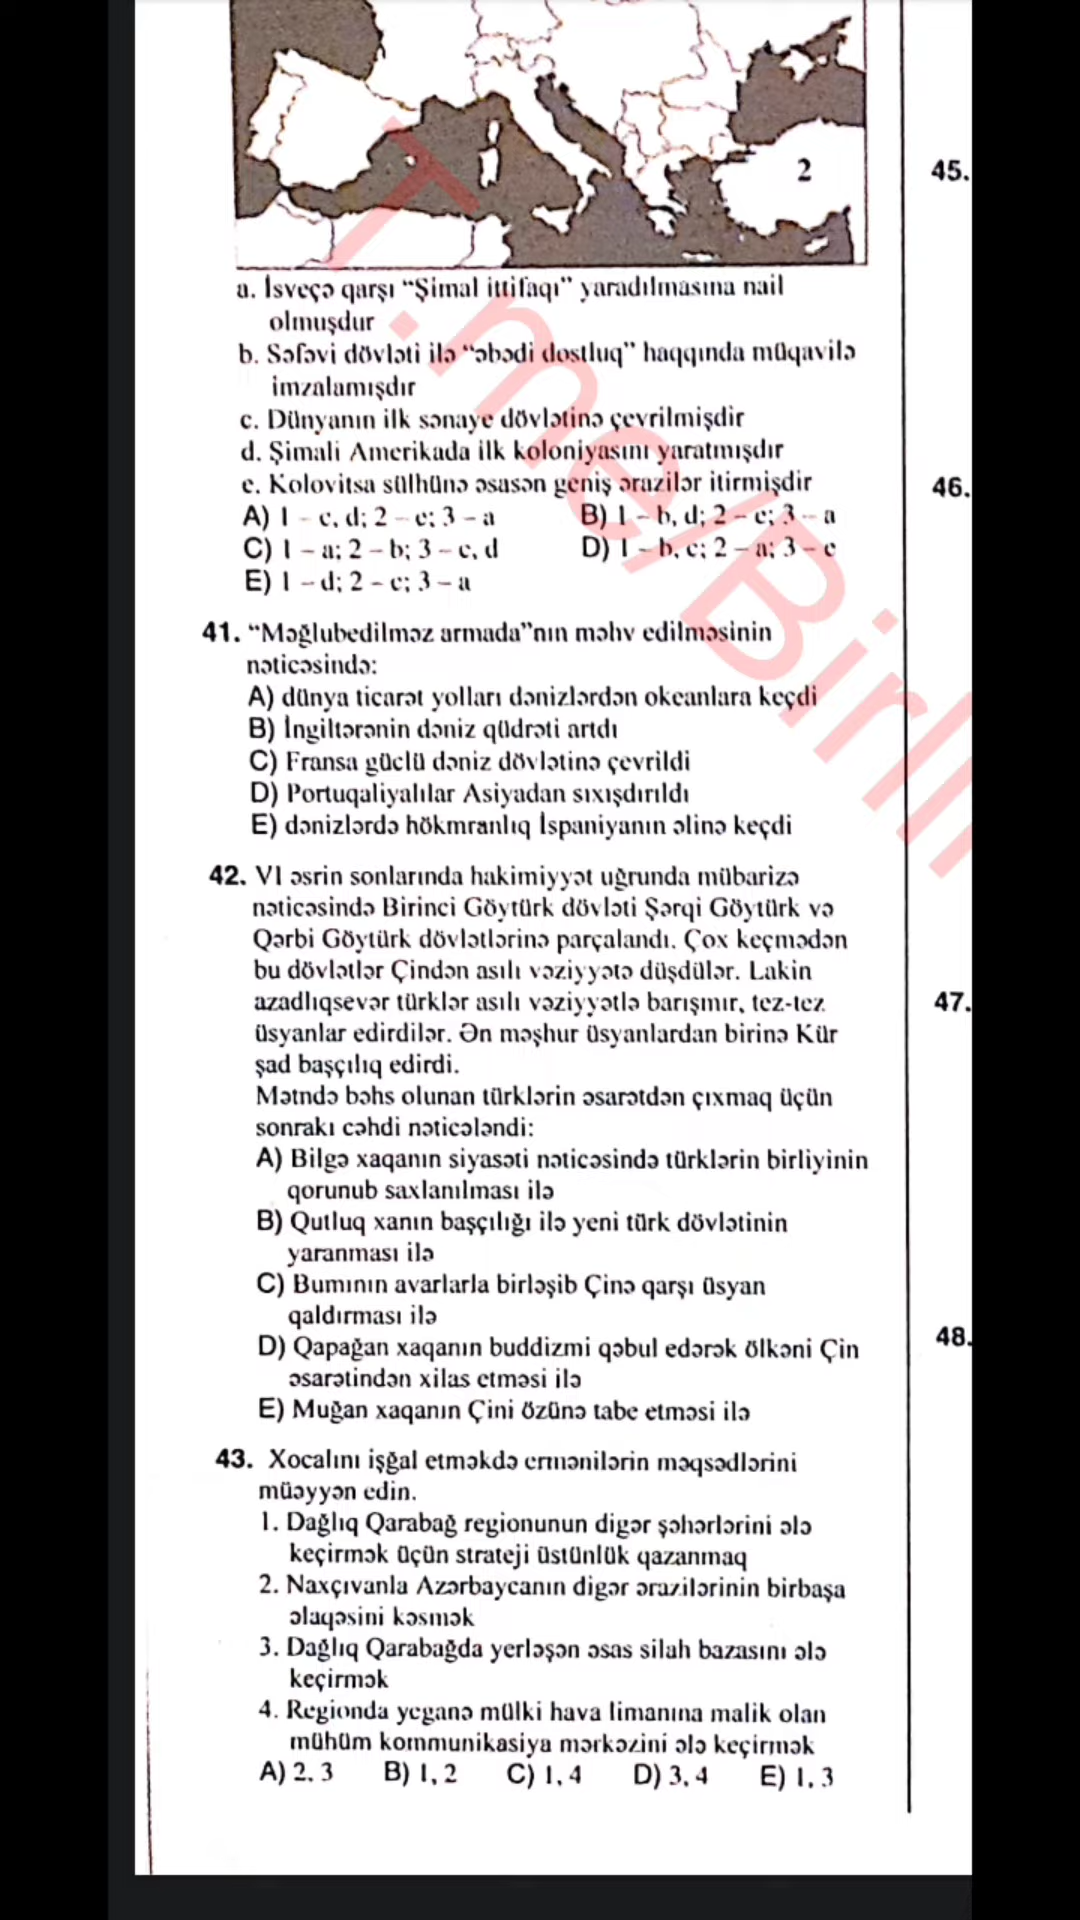 2
a. İsveçə qarşı “Şimal ittifaqı” yaradılmasına nail
olmuşdur
b. Səfəvi dövləti ilə “əbədi dostluq” haqqında müqavilə
imzalamışdır
c. Dünyanın ilk sənaye dövlətinə çevrilmişdir
d. Şimali Amerikada ilk koloniyasını yaratmışdır
e. Kolovitsa sülhünə əsasən geniş ərazilər itirmişdir
A) 1 – c, d; 2 – e; 3 – a
B) 1 – b, d; 2 – c; 3 – a
C) 1 – a; 2 – b; 3 – c, d
D) 1 – b, c; 2 – a; 3 – e
E) 1 – d; 2 – c; 3 – a
41. “Məğlubedilməz armada”nın məhv edilməsinin
nəticəsində:
A) dünya ticarət yolları dənizlərdən okeanlara keçdi
B) İngiltərənin dəniz qüdrəti artdı
C) Fransa güclü dəniz dövlətinə çevrildi
D) Portuqaliyalılar Asiyadan sıxışdırıldı
E) dənizlərdə hökmranlıq İspaniyanın əlinə keçdi
42. VI əsrin sonlarında hakimiyyət uğrunda mübarizə
nəticəsində Birinci Göytürk dövləti Şərqi Göytürk və
Qərbi Göytürk dövlətlərinə parçalandı. Çox keçmədən
bu dövlətlər Çindən asılı vəziyyətə düşdülər. Lakin
azadlıqsevər türklər asılı vəziyyətlə barışmır, tez-tez
üsyanlar edirdilər. Ən məşhur üsyanlardan birinə Kür
şad başçılıq edirdi.
Mətndə bəhs olunan türklərin əsarətdən çıxmaq üçün
sonrakı cəhdi nəticələndi:
A) Bilgə xaqanın siyasəti nəticəsində türklərin birliyinin
qorunub saxlanılması ilə
B) Qutluq xanın başçılığı ilə yeni türk dövlətinin
yaranması ilə
C) Bumının avarlarla birləşib Çinə qarşı üsyan
qaldırması ilə
D) Qapağan xaqanın buddizmi qəbul edərək ölkəni Çin
əsarətindən xilas etməsi ilə
E) Muğan xaqanın Çini özünə tabe etməsi ilə
43. Xocalını işğal etməkdə ermənilərin məqsədlərini
müəyyən edin.
1. Dağlıq Qarabağ regionunun digər şəhərlərini ələ
keçirmək üçün strateji üstünlük qazanmaq
2. Naxçıvanla Azərbaycanın digər ərazilərinin birbaşa
əlaqəsini kəsmək
3. Dağlıq Qarabağda yerləşən əsas silah bazasını ələ
keçirmək
4. Regionda yeganə mülki hava limanına malik olan
mühüm kommunikasiya mərkəzini ələ keçirmək
A) 2, 3 B) 1, 2 C) 1, 4 D) 3, 4 E) 1, 3
45.
46.
47.
48.
T.me/Birli